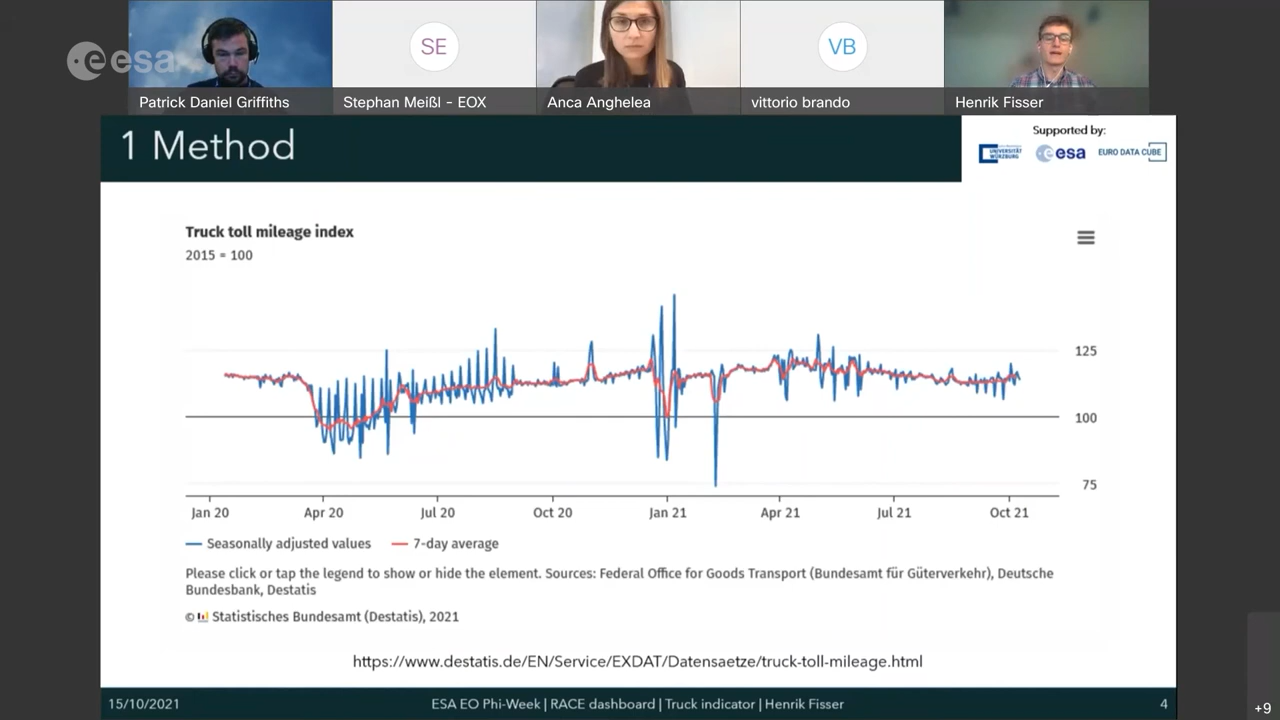 esa
SE
VB
Patrick Daniel Griffiths
Stephan Meißl - EOX
Anca Anghelea
vittorio brando
Henrik Fisser
1 Method
Supported by:
UNIVERSITÄT
WÜRZBURG
esa
EURO DATA CUBE
Truck toll mileage index
2015 = 100
125
100
75
Jan 20 Apr 20 Jul 20 Oct 20 Jan 21 Apr 21 Jul 21 Oct 21
Seasonally adjusted values 7-day average
Please click or tap the legend to show or hide the element. Sources: Federal Office for Goods Transport (Bundesamt für Güterverkehr), Deutsche
Bundesbank, Destatis
© Statistisches Bundesamt (Destatis), 2021
https://www.destatis.de/EN/Service/EXDAT/Datensaetze/truck-toll-mileage.html
15/10/2021 ESA EO Phi-Week | RACE dashboard | Truck indicator | Henrik Fisser 4
+9